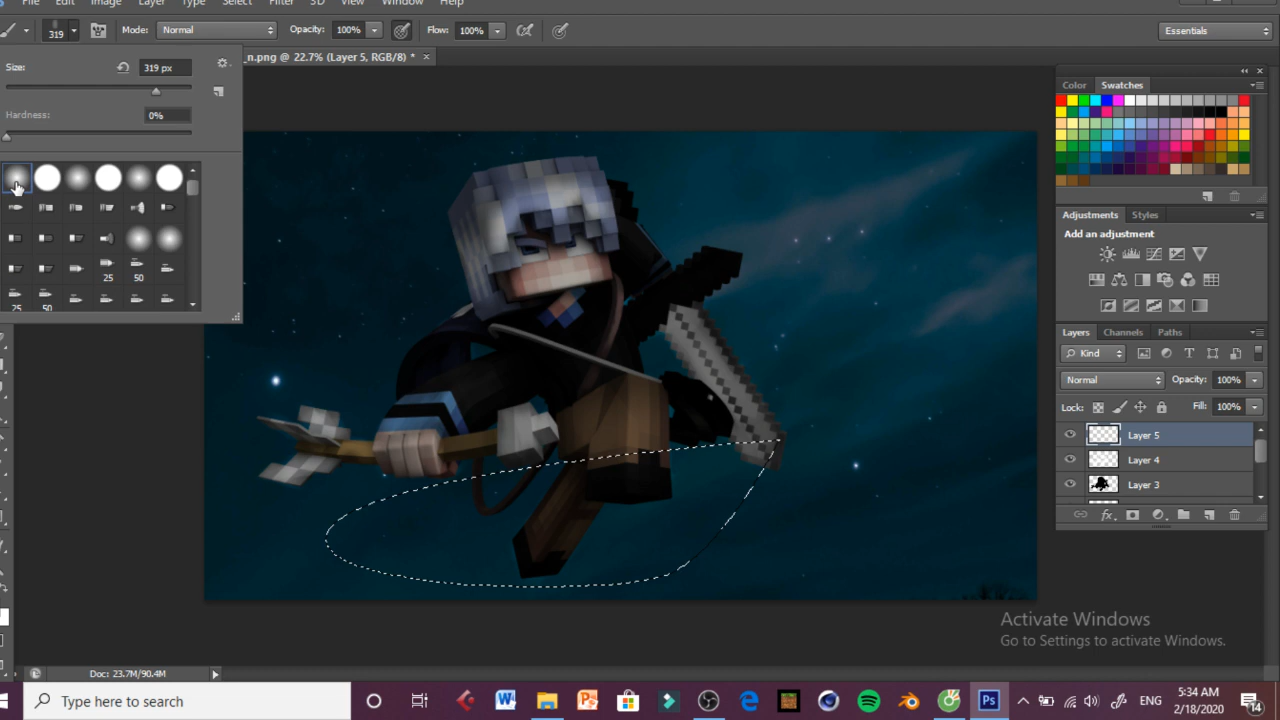 File Edit Image Layer Type Select Filter 3D View Window Help
319 Mode: Normal Opacity: 100% Flow: 100% Essentials
_n.png @ 22.7% (Layer 5, RGB/8) * ×
Size: 319 px
Hardness: 0%
25 50
25 50
Color Swatches
Adjustments Styles
Add an adjustment
Layers Channels Paths
Kind
Normal Opacity: 100%
Lock: Fill: 100%
Layer 5
Layer 4
Layer 3
fx
Activate Windows
Go to Settings to activate Windows.
Doc: 23.7M/90.4M
Type here to search
ENG
5:34 AM
2/18/2020
14